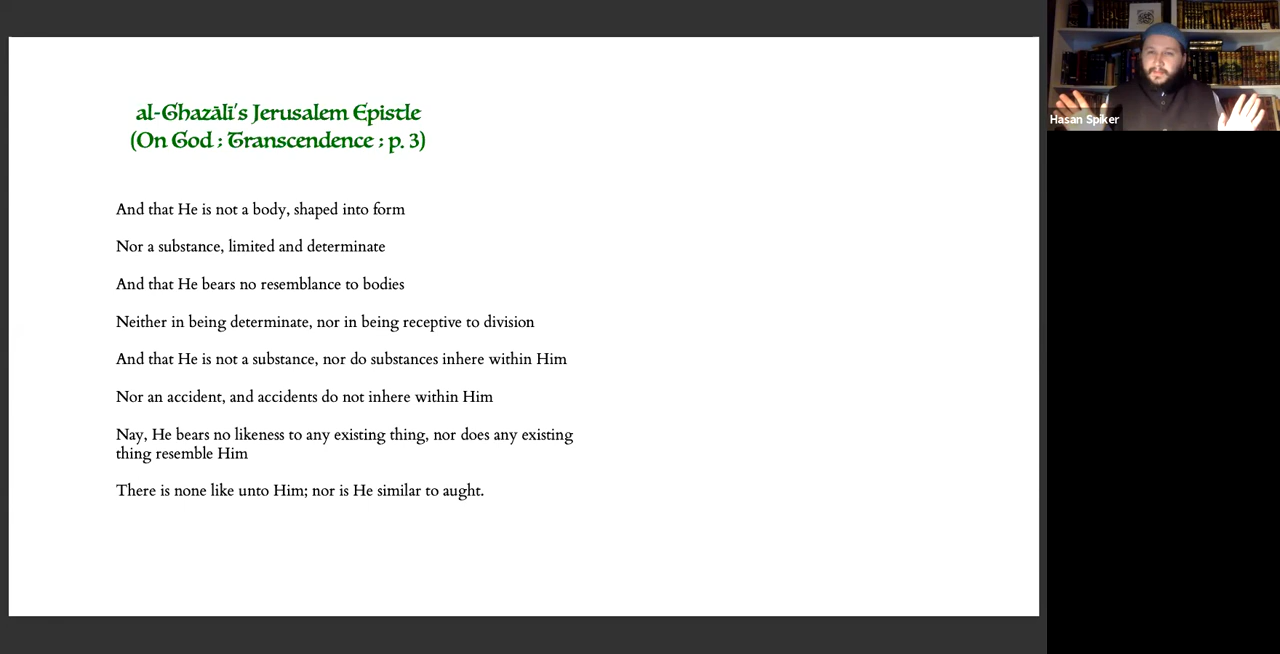 al-Ghazālī's Jerusalem Epistle
(On God ; Transcendence ; p. 3)
And that He is not a body, shaped into form
Nor a substance, limited and determinate
And that He bears no resemblance to bodies
Neither in being determinate, nor in being receptive to division
And that He is not a substance, nor do substances inhere within Him
Nor an accident, and accidents do not inhere within Him
Nay, He bears no likeness to any existing thing, nor does any existing
thing resemble Him
There is none like unto Him; nor is He similar to aught.
Hasan Spiker